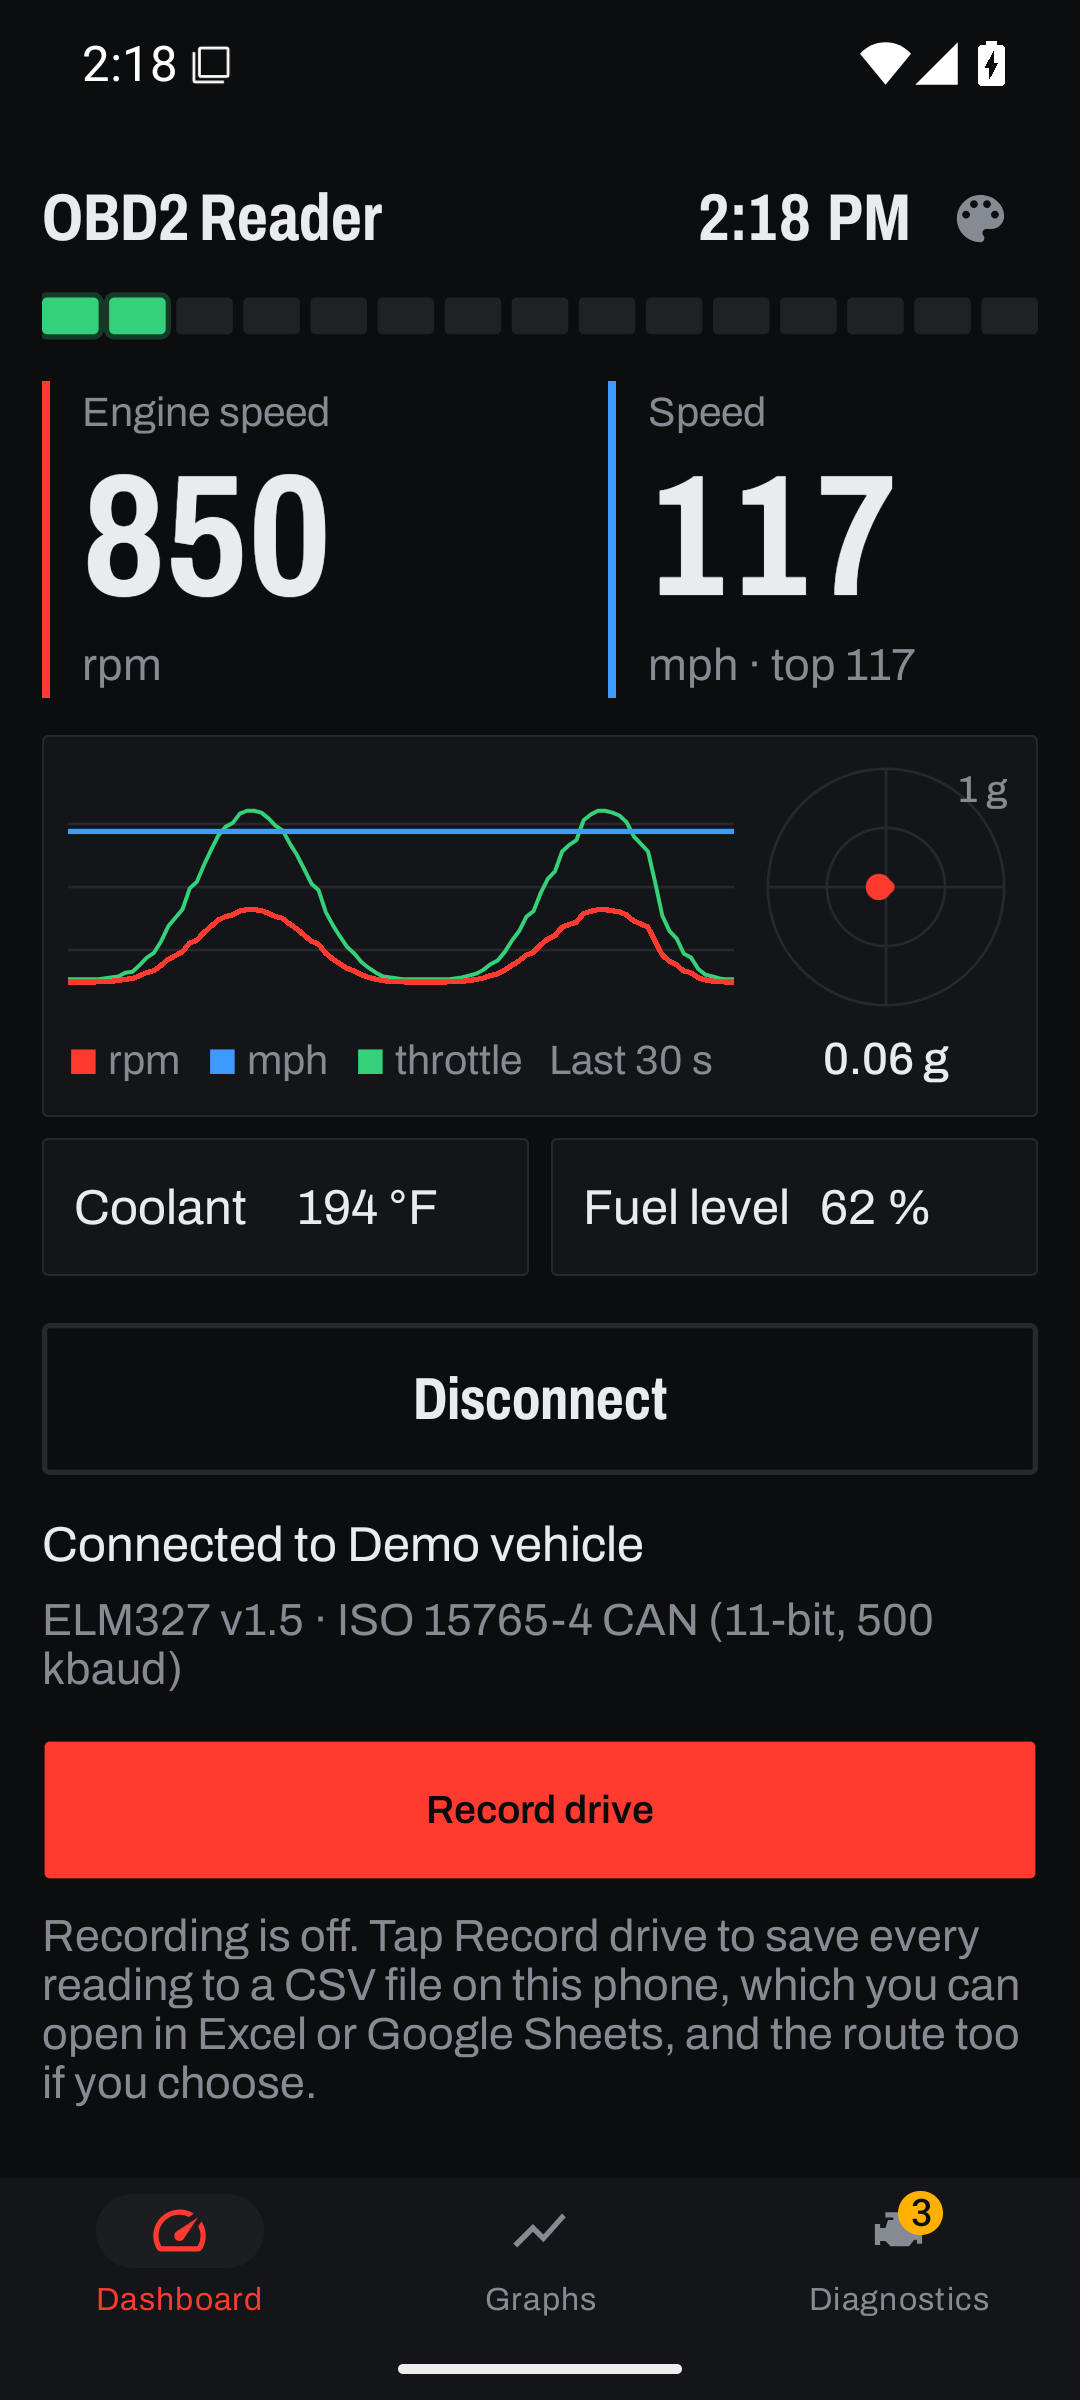 2:18
OBD2 Reader
2:18 PM
Engine speed
850
rpm
Speed
117
mph · top 117
1 g
rpm mph throttle Last 30 s
0.06 g
Coolant 194 °F
Fuel level 62 %
Disconnect
Connected to Demo vehicle
ELM327 v1.5 · ISO 15765-4 CAN (11-bit, 500
kbaud)
Record drive
Recording is off. Tap Record drive to save every
reading to a CSV file on this phone, which you can
open in Excel or Google Sheets, and the route too
if you choose.
3
Dashboard
Graphs
Diagnostics